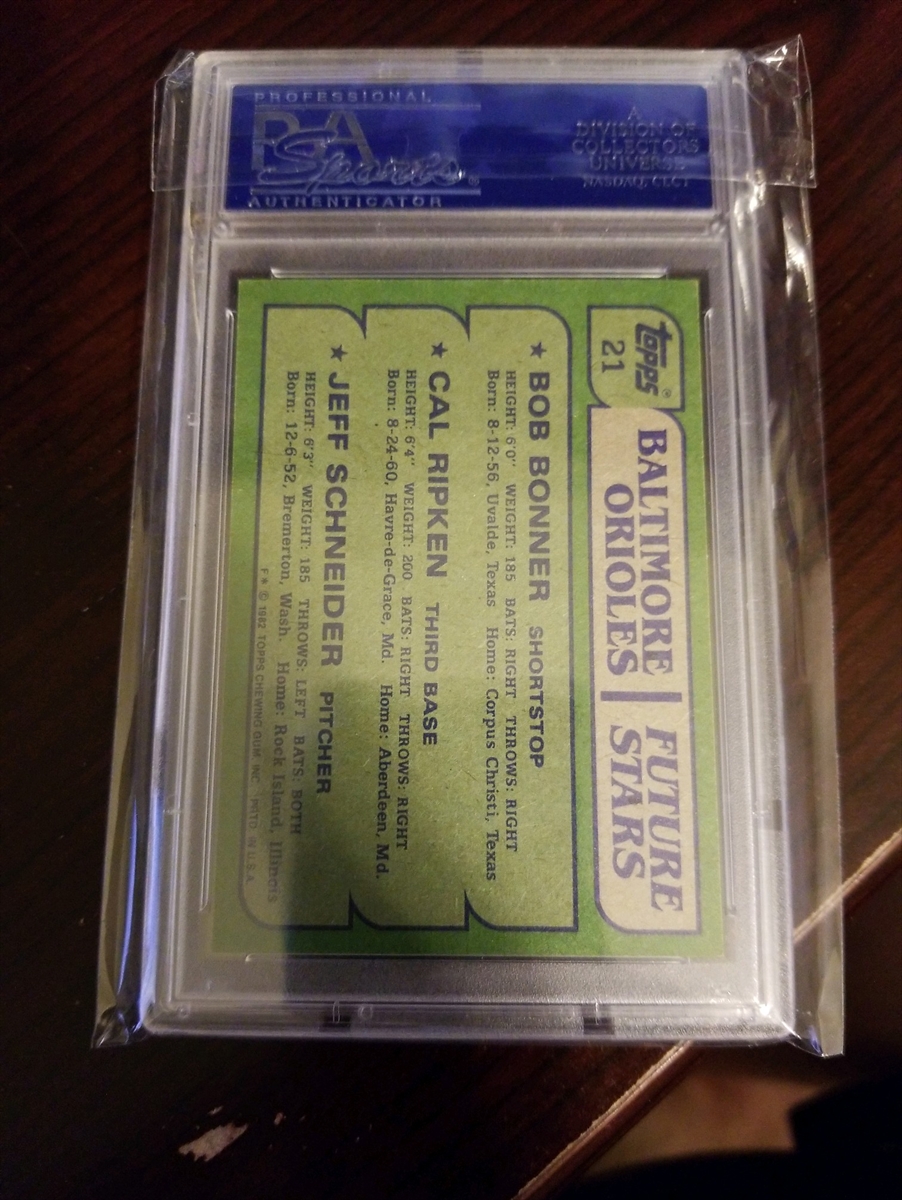 PROFESSIONAL
PSA
Sports®
AUTHENTICATOR
A
DIVISION OF
COLLECTORS
UNIVERSE
NASDAQ, CLCT
Topps®
21
BALTIMORE
ORIOLES
FUTURE
STARS
★ BOB BONNER SHORTSTOP
HEIGHT: 6'0" WEIGHT: 185 BATS: RIGHT THROWS: RIGHT
Born: 8-12-56, Uvalde, Texas Home: Corpus Christi, Texas
★ CAL RIPKEN THIRD BASE
HEIGHT: 6'4" WEIGHT: 200 BATS: RIGHT THROWS: RIGHT
Born: 8-24-60, Havre-de-Grace, Md. Home: Aberdeen, Md.
★ JEFF SCHNEIDER PITCHER
HEIGHT: 6'3" WEIGHT: 185 THROWS: LEFT BATS: BOTH
Born: 12-6-52, Bremerton, Wash. Home: Rock Island, Illinois
F* © 1982 TOPPS CHEWING GUM, INC. PRTD. IN U.S.A.